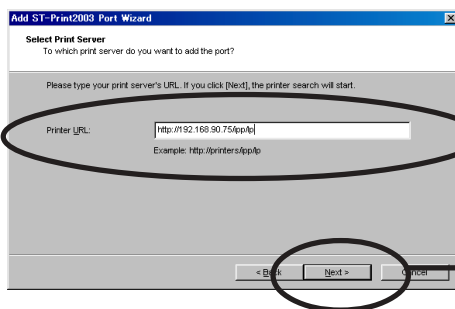 Add ST-Print2003 Port Wizard
Select Print Server
To which print server do you want to add the port?
Please type your print server's URL. If you click [Next], the printer search will start.
Printer URL:
http://192.168.90.75/ipp/lp
Example: http://printers/ipp/lp
< Back
Next >
Cancel